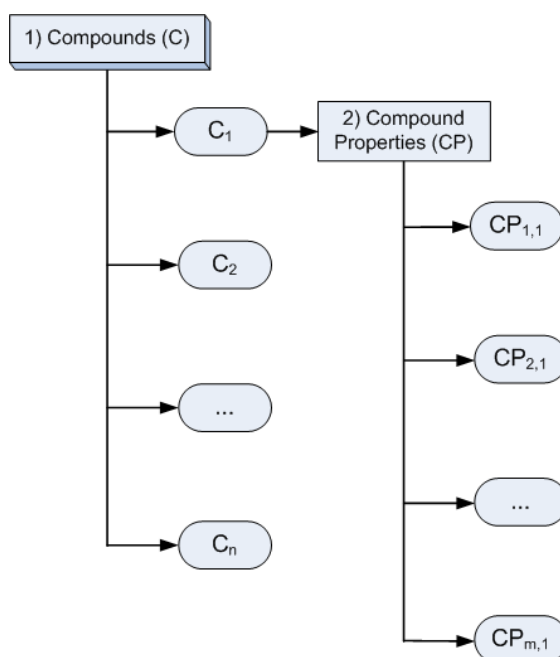 1) Compounds (C)
C₁
2) Compound
Properties (CP)
CP₁,₁
C₂
CP₂,₁
...
...
Cₙ
CPₘ,₁